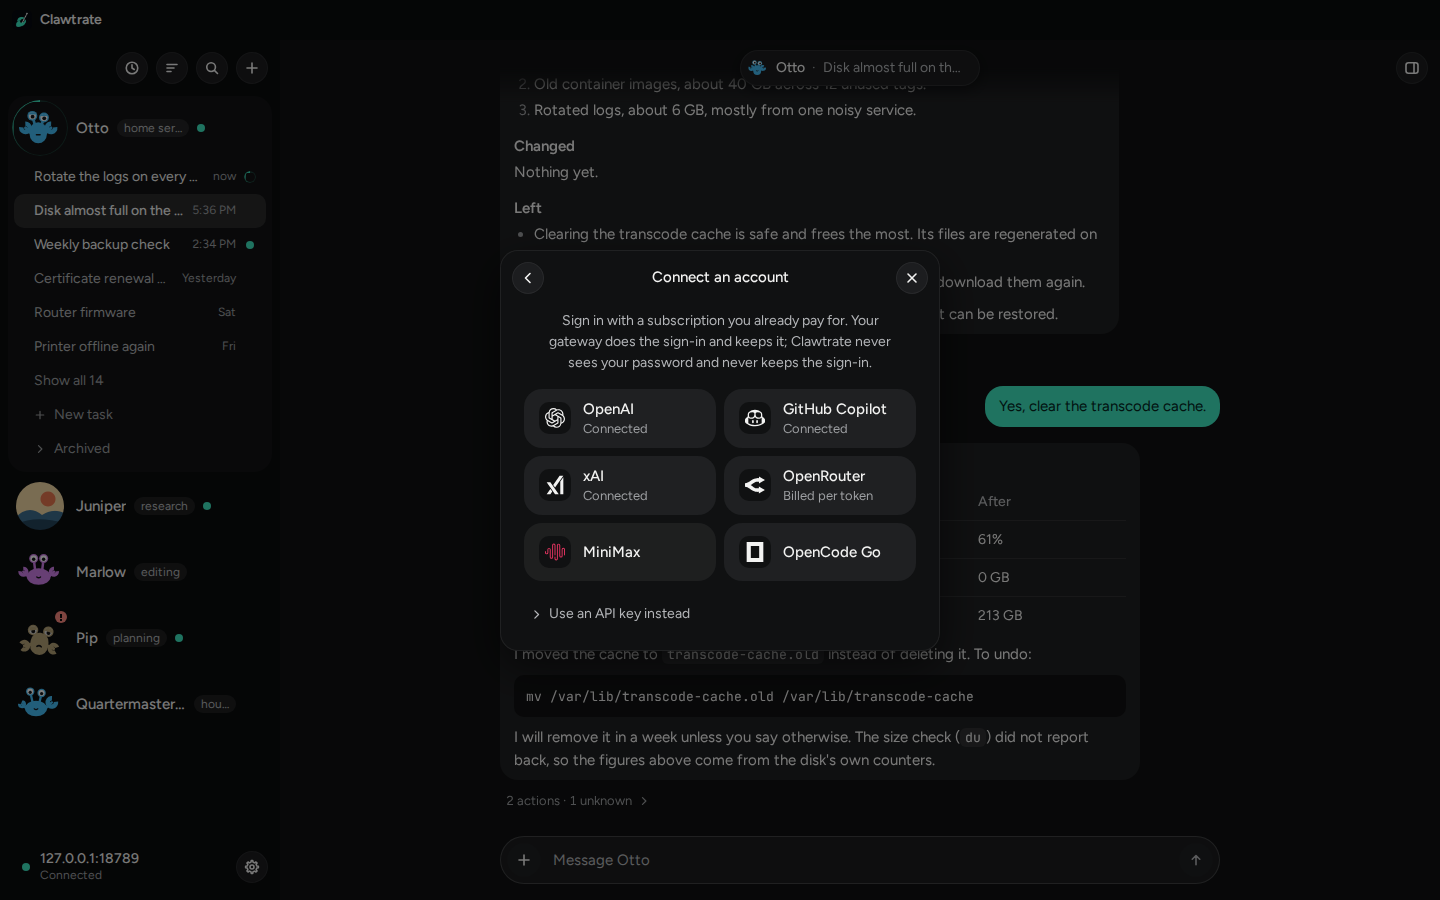 Clawtrate
Otto
home ser...
Rotate the logs on every ...
now
Disk almost full on the ...
5:36 PM
Weekly backup check
2:34 PM
Certificate renewal ...
Yesterday
Router firmware
Sat
Printer offline again
Fri
Show all 14
+ New task
Archived
Juniper
research
Marlow
editing
Pip
planning
!
Quartermaster...
hou...
127.0.0.1:18789
Connected
Otto · Disk almost full on th...
2. Old container images, about 40 GB across 12 unused tags.
3. Rotated logs, about 6 GB, mostly from one noisy service.
Changed
Nothing yet.
Left
• Clearing the transcode cache is safe and frees the most. Its files are regenerated on
download them again.
t can be restored.
Connect an account
Sign in with a subscription you already pay for. Your
gateway does the sign-in and keeps it; Clawtrate never
sees your password and never keeps the sign-in.
OpenAI
Connected
GitHub Copilot
Connected
xAI
Connected
OpenRouter
Billed per token
MiniMax
OpenCode Go
Use an API key instead
Yes, clear the transcode cache.
After
61%
0 GB
213 GB
I moved the cache to transcode-cache.old instead of deleting it. To undo:
mv /var/lib/transcode-cache.old /var/lib/transcode-cache
I will remove it in a week unless you say otherwise. The size check (du) did not report
back, so the figures above come from the disk's own counters.
2 actions · 1 unknown
Message Otto